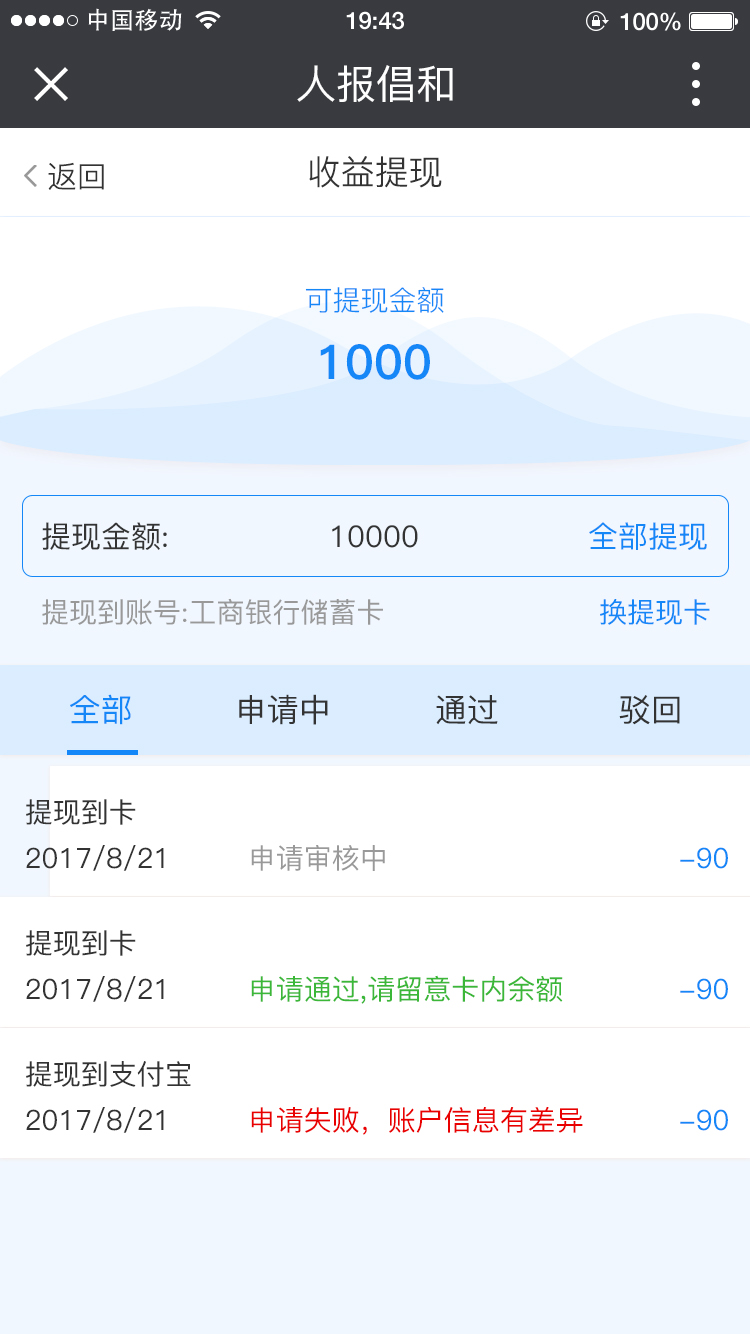 中国移动 19:43 100%
人报倡和
返回 收益提现
可提现金额
1000
提现金额: 10000 全部提现
提现到账号:工商银行储蓄卡 换提现卡
全部 申请中 通过 驳回
提现到卡
2017/8/21 申请审核中 –90
提现到卡
2017/8/21 申请通过,请留意卡内余额 –90
提现到支付宝
2017/8/21 申请失败，账户信息有差异 –90